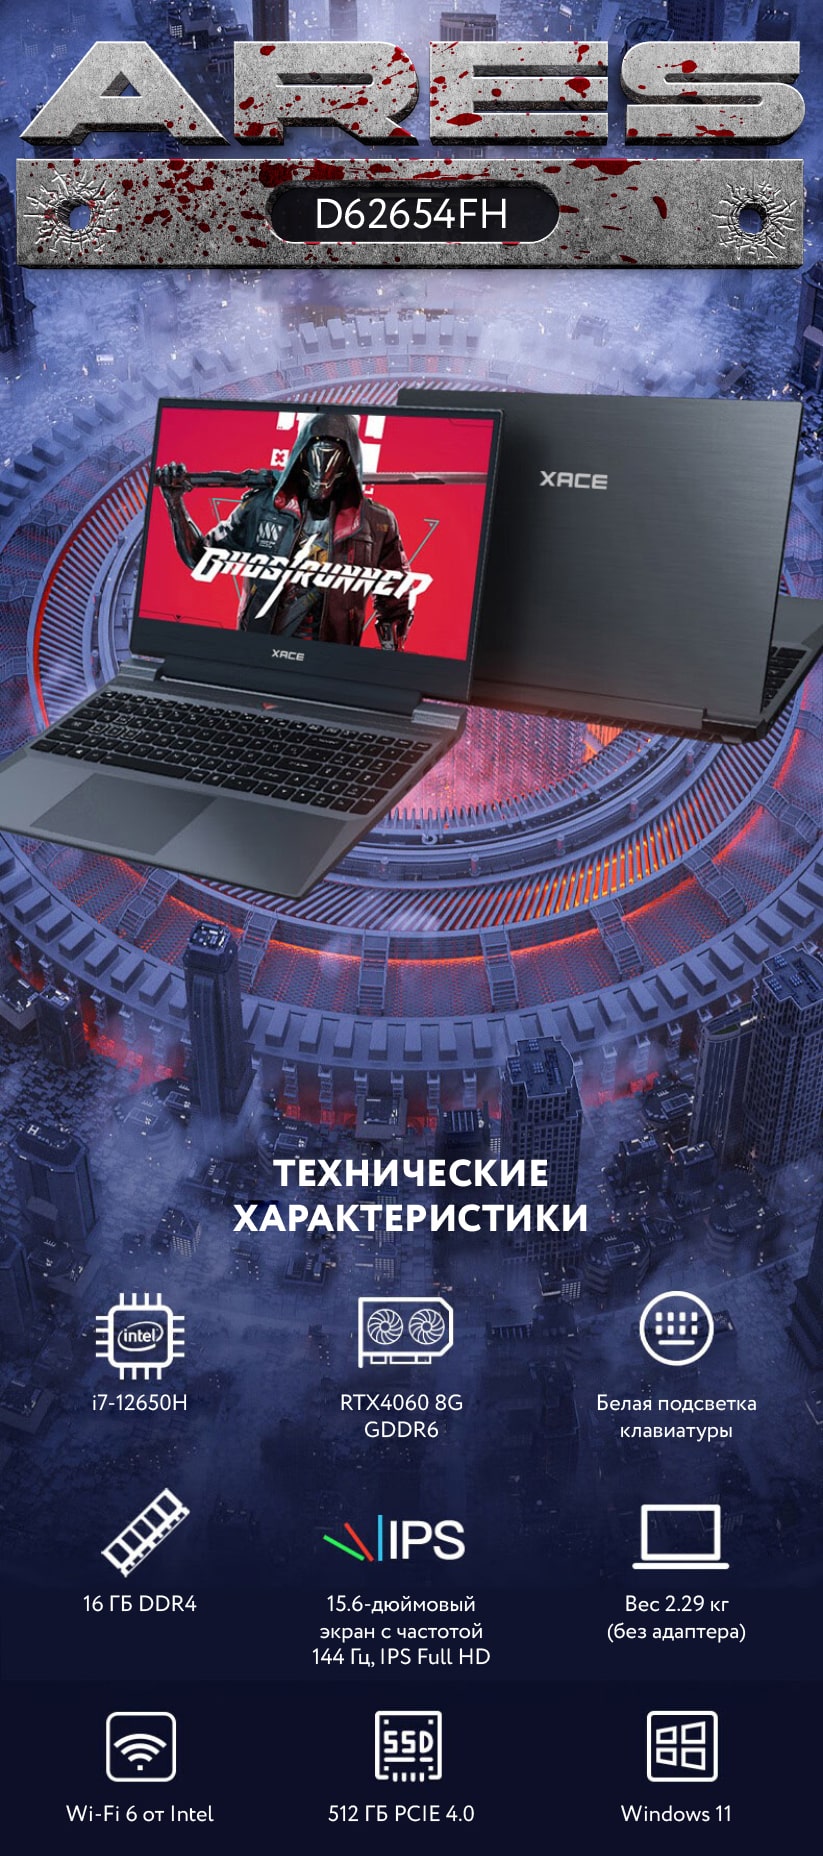 ARES
D62654FH
XACE
GHOSTRUNNER
XACE
ТЕХНИЧЕСКИЕ
ХАРАКТЕРИСТИКИ
intel
i7-12650H
RTX4060 8G
GDDR6
Белая подсветка
клавиатуры
16 ГБ DDR4
IPS
15.6-дюймовый
экран с частотой
144 Гц, IPS Full HD
Вес 2.29 кг
(без адаптера)
Wi-Fi 6 от Intel
SSD
512 ГБ PCIE 4.0
Windows 11